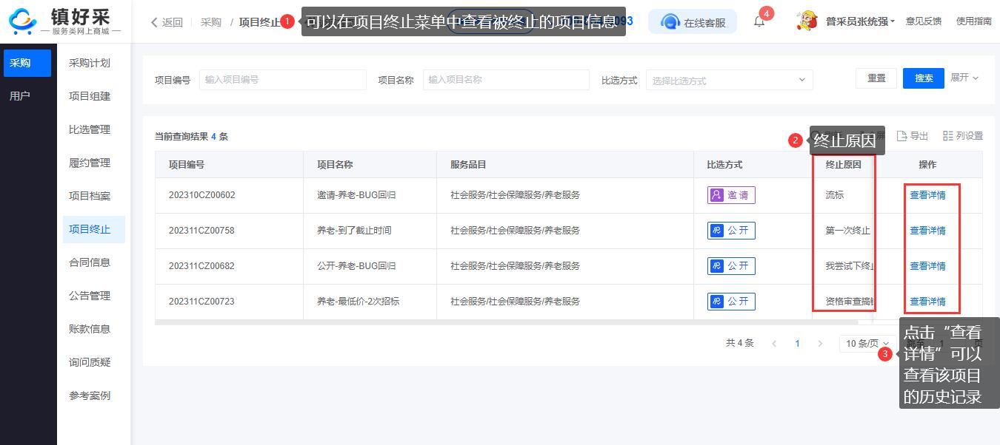 镇好采
服务类网上商城
返回
采购 / 项目终止
1
可以在项目终止菜单中查看被终止的项目信息
093
在线客服
4
普采员张统强
意见反馈
使用指南
采购
用户
采购计划
项目组建
比选管理
履约管理
项目档案
项目终止
合同信息
公告管理
账款信息
询问质疑
参考案例
项目编号 输入项目编号 项目名称 输入项目名称 比选方式 选择比选方式 重置 搜索 展开
当前查询结果 4 条
2 终止原因
导出 列设置
项目编号 项目名称 服务品目 比选方式 终止原因 操作
202310CZ00602 邀请-养老-BUG回归 社会服务/社会保障服务/养老服务 邀请 流标 查看详情
202311CZ00758 养老-到了截止时间 社会服务/社会保障服务/养老服务 公开 第一次终止 查看详情
202311CZ00682 公开-养老-BUG回归 社会服务/社会保障服务/养老服务 公开 我尝试下终止 查看详情
202311CZ00723 养老-最低价-2次招标 社会服务/社会保障服务/养老服务 公开 资格审查搞 查看详情
共 4 条 1 10 条/页 跳至 1 页
3
点击“查看
详情”可以
查看该项目
的历史记录